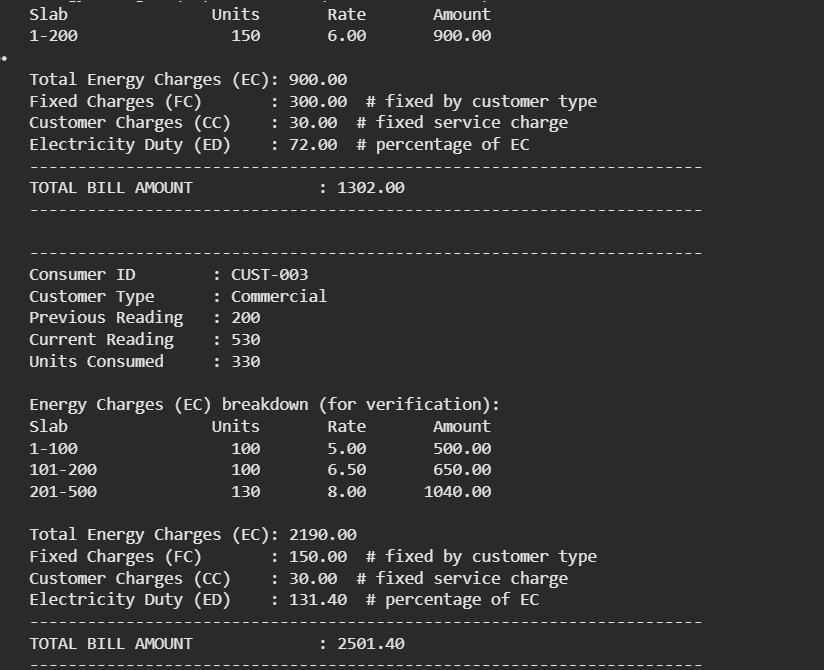 Slab Units Rate Amount
1-200 150 6.00 900.00
Total Energy Charges (EC): 900.00
Fixed Charges (FC) : 300.00 # fixed by customer type
Customer Charges (CC) : 30.00 # fixed service charge
Electricity Duty (ED) : 72.00 # percentage of EC
----------------------------------------------------------------------
TOTAL BILL AMOUNT : 1302.00
----------------------------------------------------------------------
----------------------------------------------------------------------
Consumer ID : CUST-003
Customer Type : Commercial
Previous Reading : 200
Current Reading : 530
Units Consumed : 330
Energy Charges (EC) breakdown (for verification):
Slab Units Rate Amount
1-100 100 5.00 500.00
101-200 100 6.50 650.00
201-500 130 8.00 1040.00
Total Energy Charges (EC): 2190.00
Fixed Charges (FC) : 150.00 # fixed by customer type
Customer Charges (CC) : 30.00 # fixed service charge
Electricity Duty (ED) : 131.40 # percentage of EC
----------------------------------------------------------------------
TOTAL BILL AMOUNT : 2501.40
----------------------------------------------------------------------